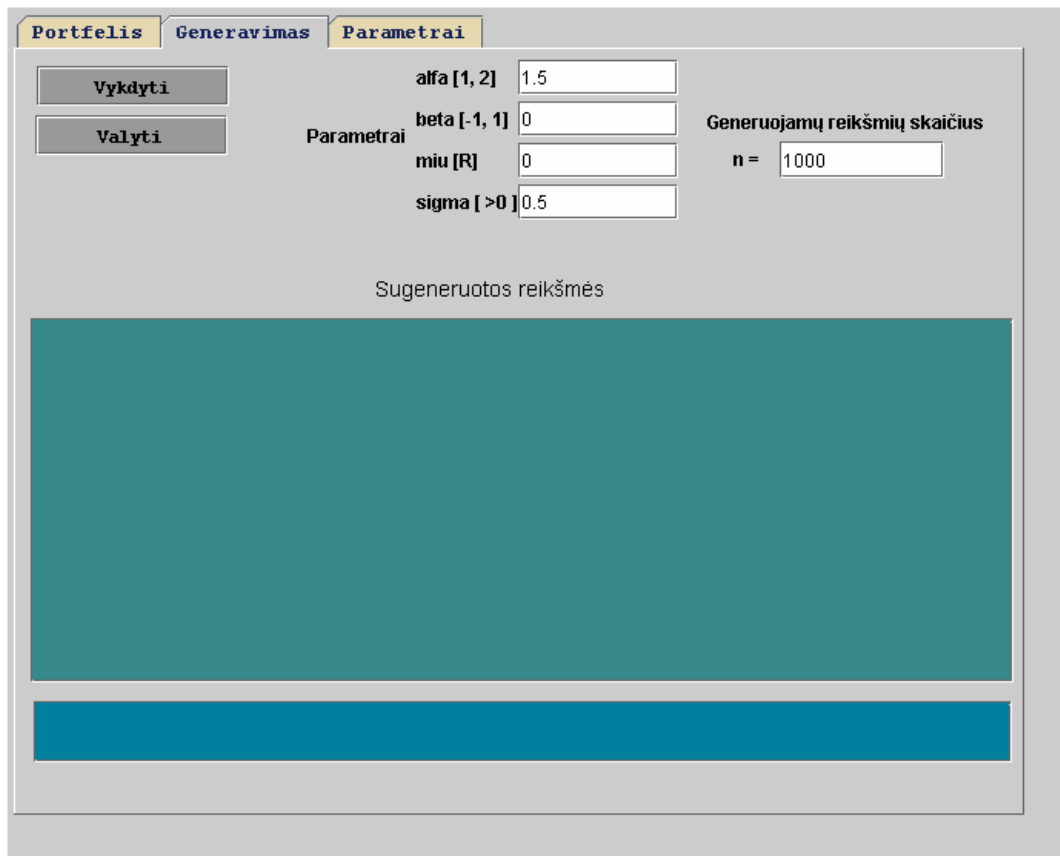 Portfelis Generavimas Parametrai
Vykdyti
Valyti
Parametrai
alfa [1, 2] 1.5
beta [-1, 1] 0
miu [R] 0
sigma [ >0 ] 0.5
Generuojamų reikšmių skaičius
n = 1000
Sugeneruotos reikšmės